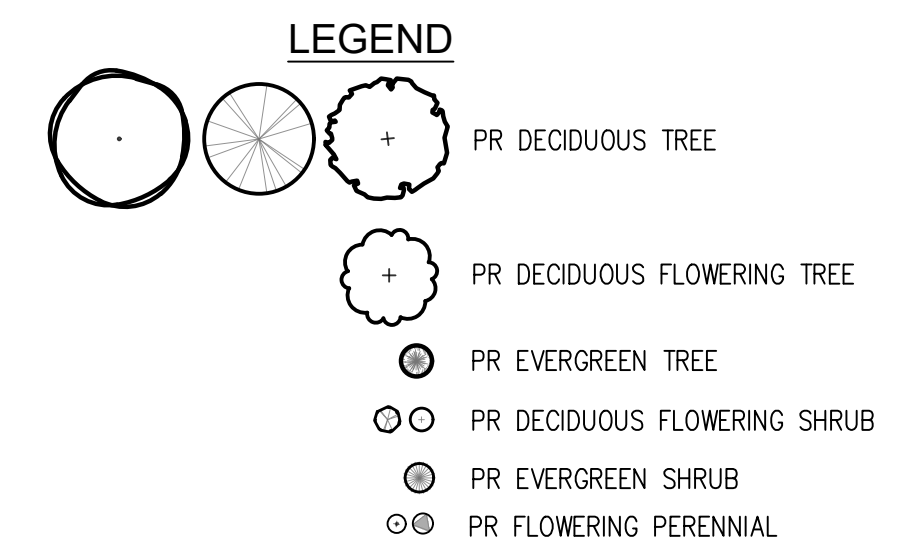 LEGEND
PR DECIDUOUS TREE
PR DECIDUOUS FLOWERING TREE
PR EVERGREEN TREE
PR DECIDUOUS FLOWERING SHRUB
PR EVERGREEN SHRUB
PR FLOWERING PERENNIAL